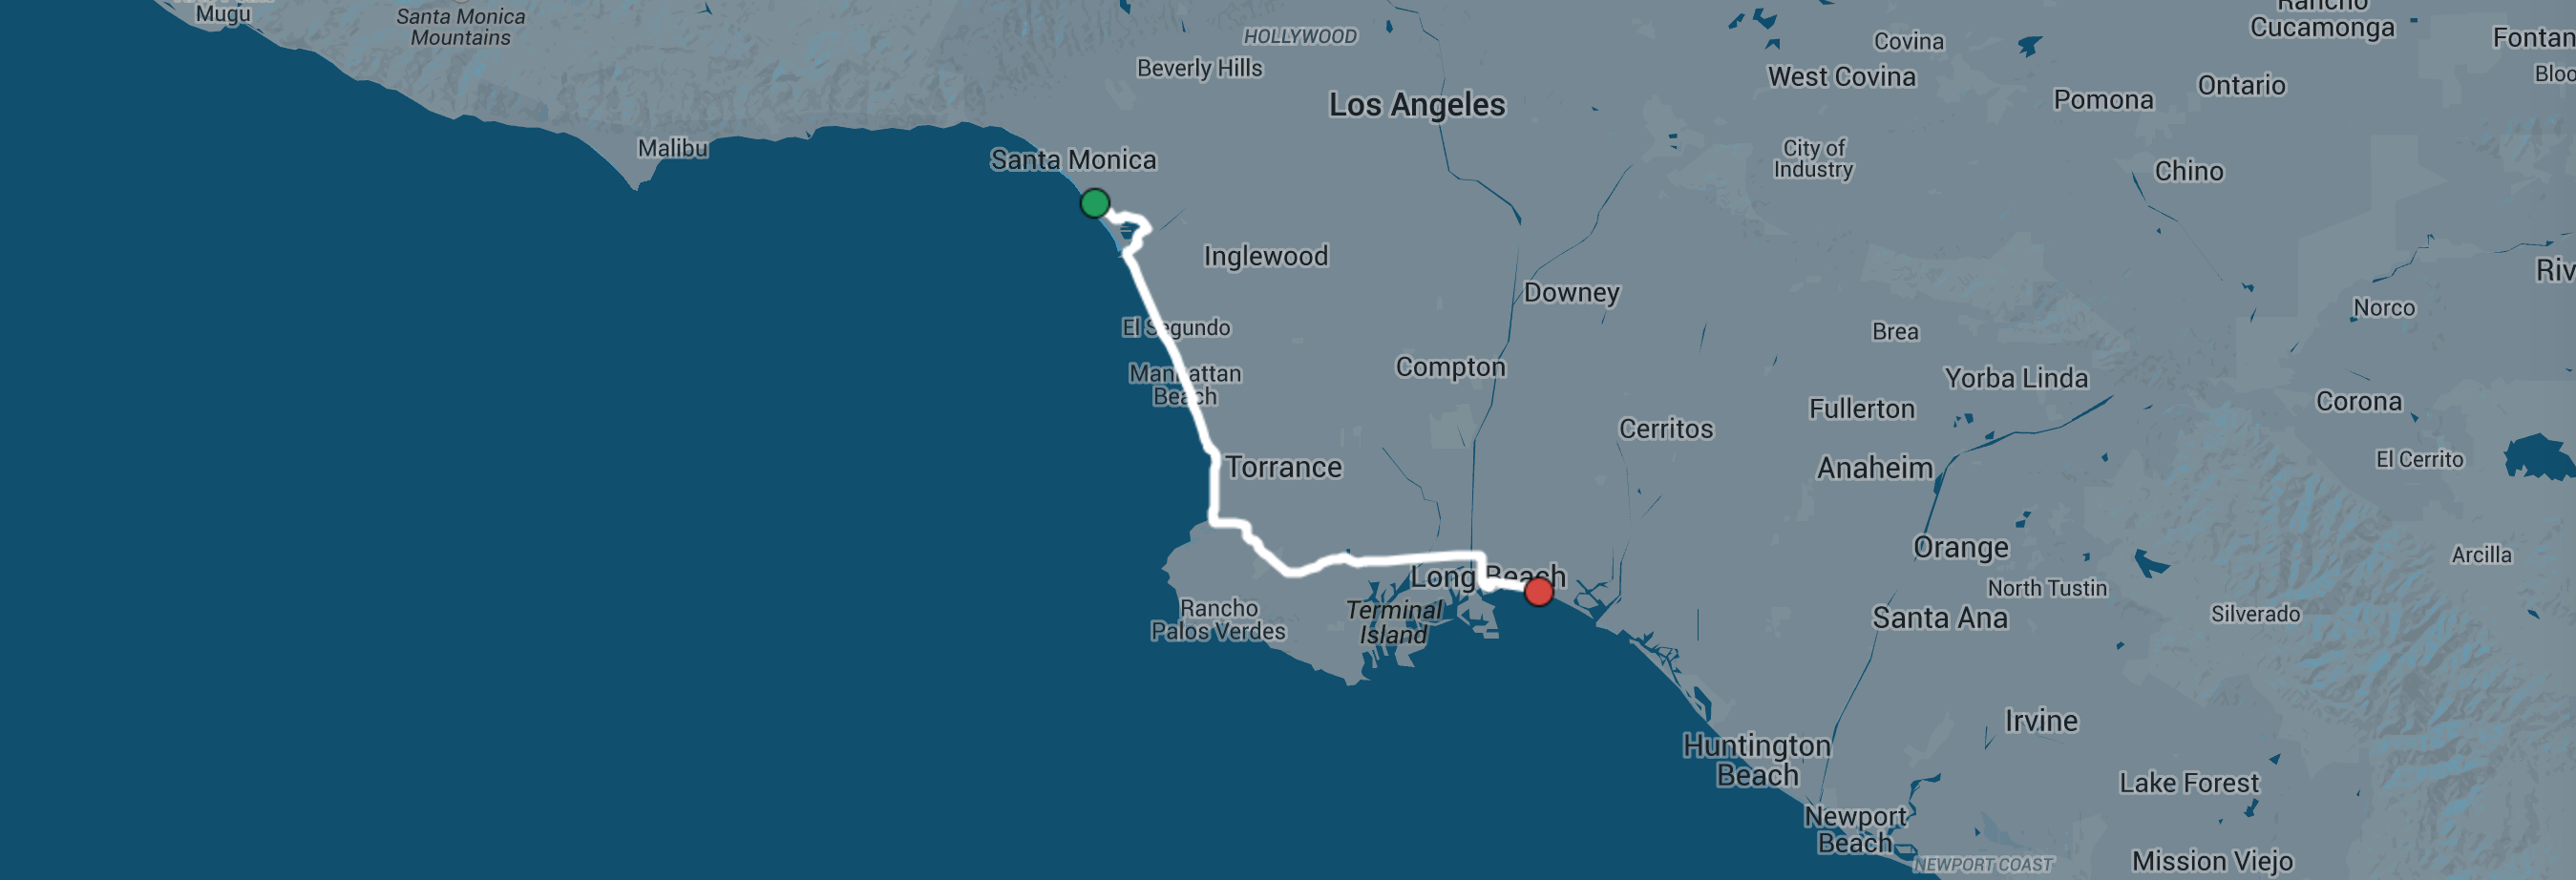 Mugu
Santa Monica
Mountains
HOLLYWOOD
Beverly Hills
Los Angeles
Covina
West Covina
Rancho
Cucamonga
Pomona
Ontario
Fontan
Bloo
Malibu
Santa Monica
City of
Industry
Chino
Inglewood
Downey
Riv
Norco
El Segundo
Brea
Manhattan
Beach
Compton
Yorba Linda
Fullerton
Corona
Cerritos
Torrance
Anaheim
El Cerrito
Orange
Arcilla
Long Beach
North Tustin
Rancho
Palos Verdes
Terminal
Island
Santa Ana
Silverado
Irvine
Huntington
Beach
Lake Forest
Newport
Beach
NEWPORT COAST
Mission Viejo